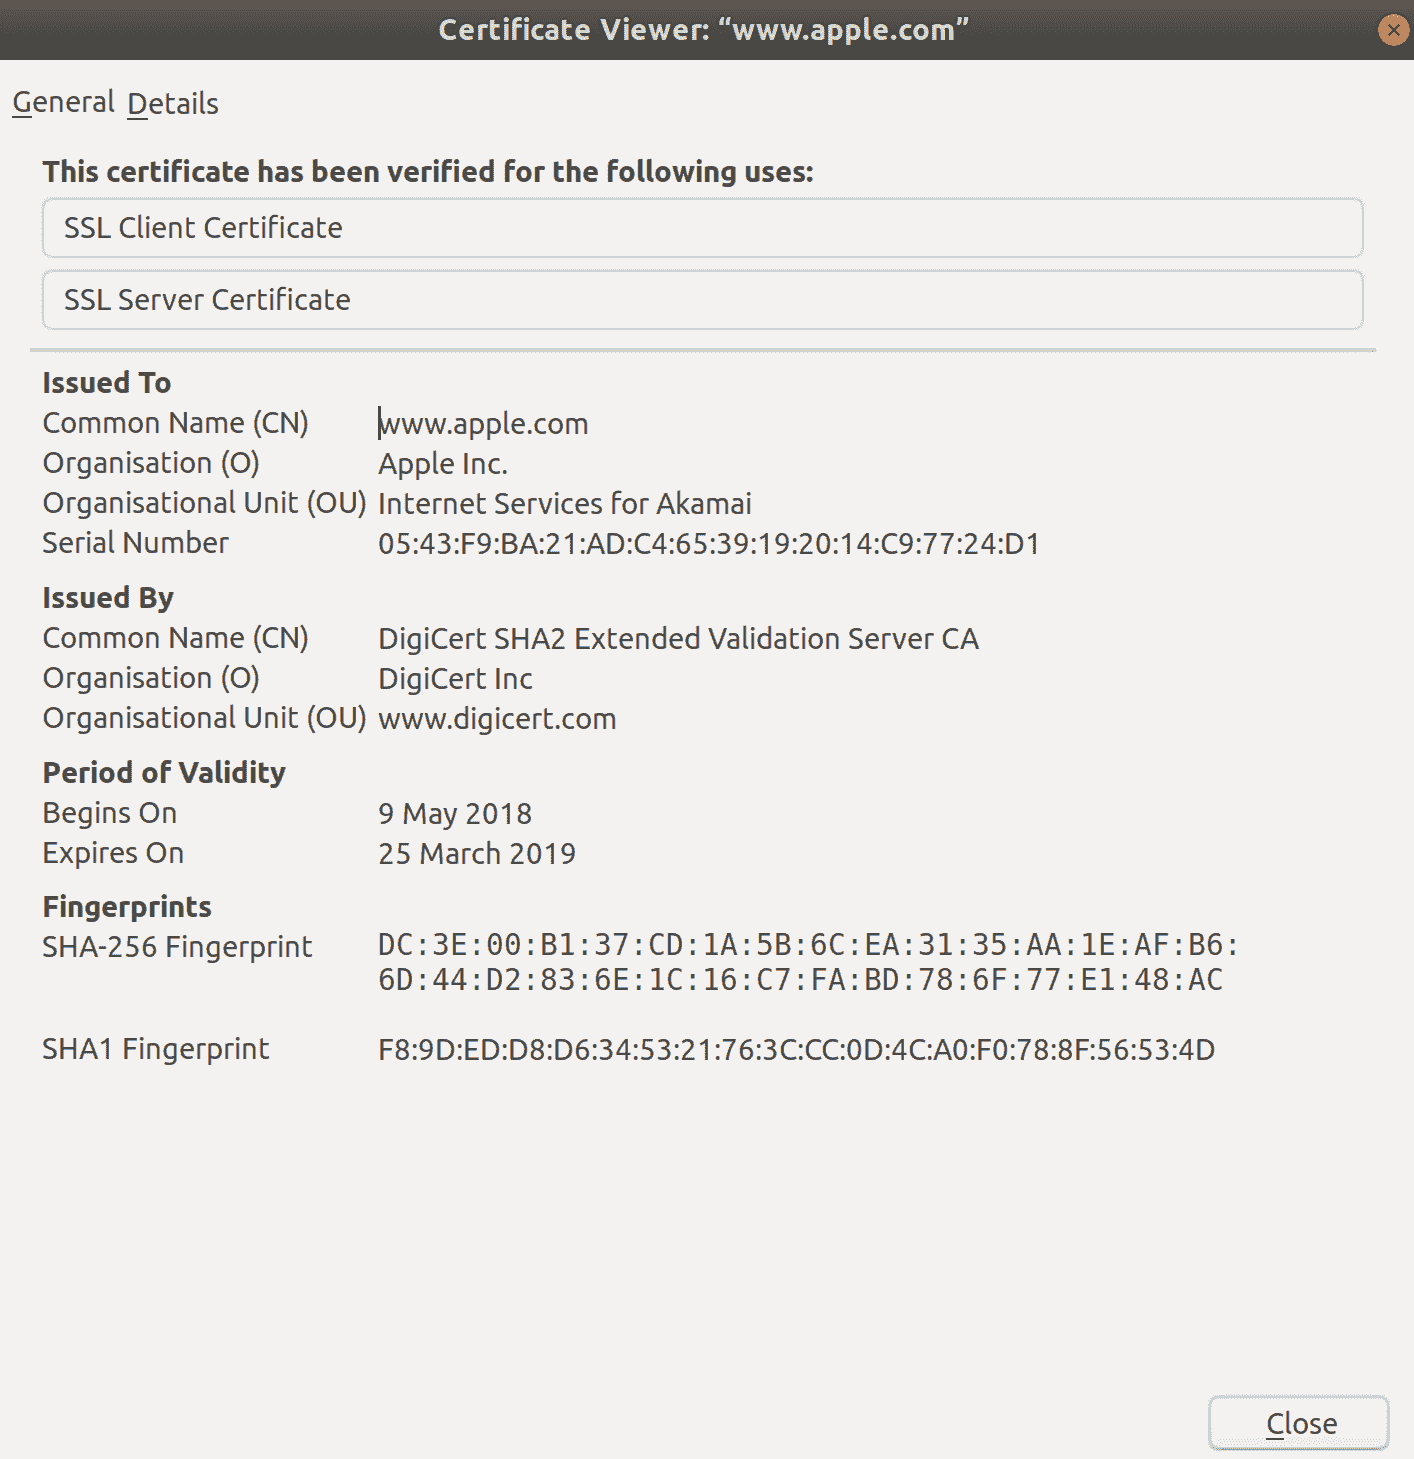 Certificate Viewer: “www.apple.com”
General Details
This certificate has been verified for the following uses:
SSL Client Certificate
SSL Server Certificate
Issued To
Common Name (CN) www.apple.com
Organisation (O) Apple Inc.
Organisational Unit (OU) Internet Services for Akamai
Serial Number 05:43:F9:BA:21:AD:C4:65:39:19:20:14:C9:77:24:D1
Issued By
Common Name (CN) DigiCert SHA2 Extended Validation Server CA
Organisation (O) DigiCert Inc
Organisational Unit (OU) www.digicert.com
Period of Validity
Begins On 9 May 2018
Expires On 25 March 2019
Fingerprints
SHA-256 Fingerprint DC:3E:00:B1:37:CD:1A:5B:6C:EA:31:35:AA:1E:AF:B6:
6D:44:D2:83:6E:1C:16:C7:FA:BD:78:6F:77:E1:48:AC
SHA1 Fingerprint F8:9D:ED:D8:D6:34:53:21:76:3C:CC:0D:4C:A0:F0:78:8F:56:53:4D
Close